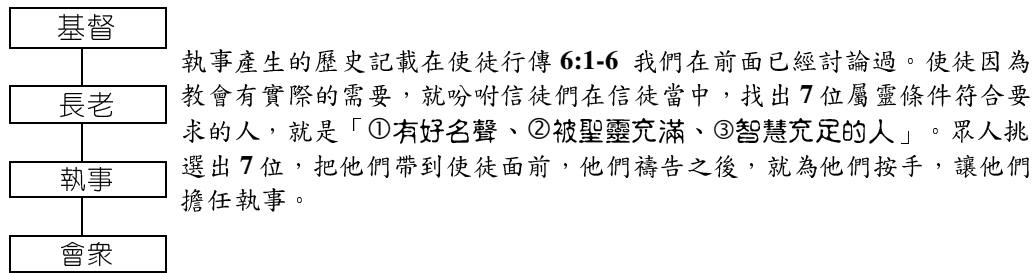 基督
長老
執事
會眾
執事產生的歷史記載在使徒行傳 6:1-6 我們在前面已經討論過。使徒因為
教會有實際的需要，就吩咐信徒們在信徒當中，找出 7 位屬靈條件符合要
求的人，就是「①有好名聲、②被聖靈充滿、③智慧充足的人」。眾人挑
選出 7 位，把他們帶到使徒面前，他們禱告之後，就為他們按手，讓他們
擔任執事。